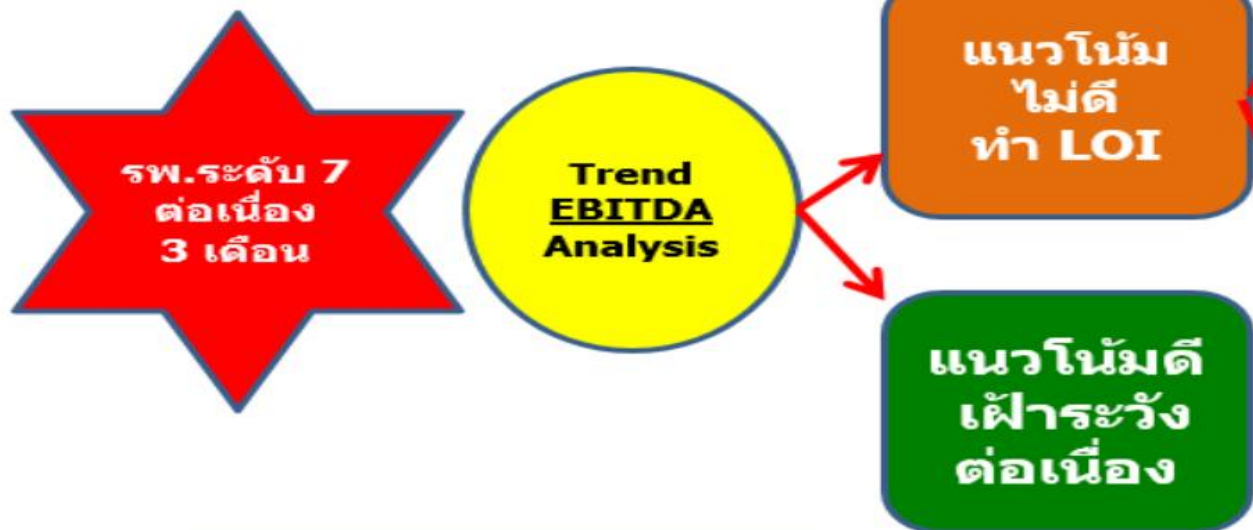 รพ.ระดับ 7
ต่อเนื่อง
3 เดือน
Trend
EBITDA
Analysis
แนวโน้ม
ไม่ดี
ทำ LOI
แนวโน้มดี
เฝ้าระวัง
ต่อเนื่อง